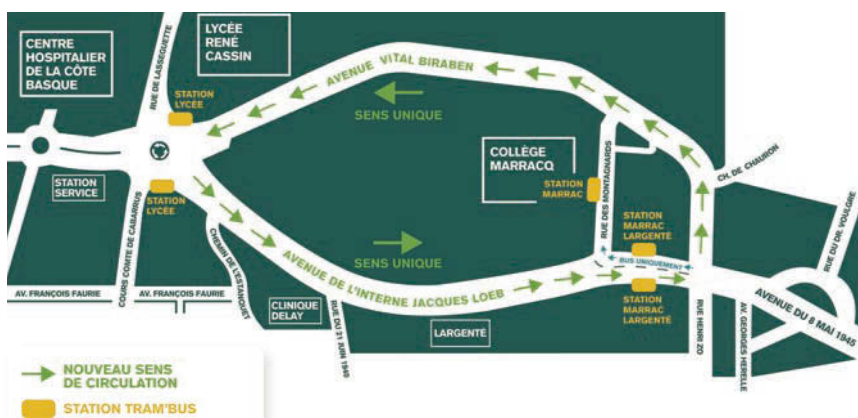 CENTRE
HOSPITALIER
DE LA CÔTE
BASQUE
RUE DE LASSEGUETTE
LYCÉE
RENÉ
CASSIN
STATION
LYCÉE
AVENUE VITAL BIRABEN
SENS UNIQUE
COLLÈGE
MARRACQ
STATION
MARRAC
RUE DES MONTAGNARDS
CH. DE CHAURON
STATION
SERVICE
STATION
LYCÉE
COURS COMTE DE CABARRUS
CHEMIN DE L'ESTANQUET
SENS UNIQUE
AVENUE DE L'INTERNE JACQUES LOEB
STATION
MARRAC
LARGENTÉ
BUS UNIQUEMENT
STATION
MARRAC
LARGENTÉ
RUE DU DR. VOULGRE
AVENUE DU 8 MAI 1945
AV. FRANÇOIS FAURIE
AV. FRANÇOIS FAURIE
CLINIQUE
DELAY
RUE DU 21 JUIN 1940
LARGENTÉ
RUE HENRI ZO
AV. GEORGES HERELLE
NOUVEAU SENS
DE CIRCULATION
STATION TRAM'BUS